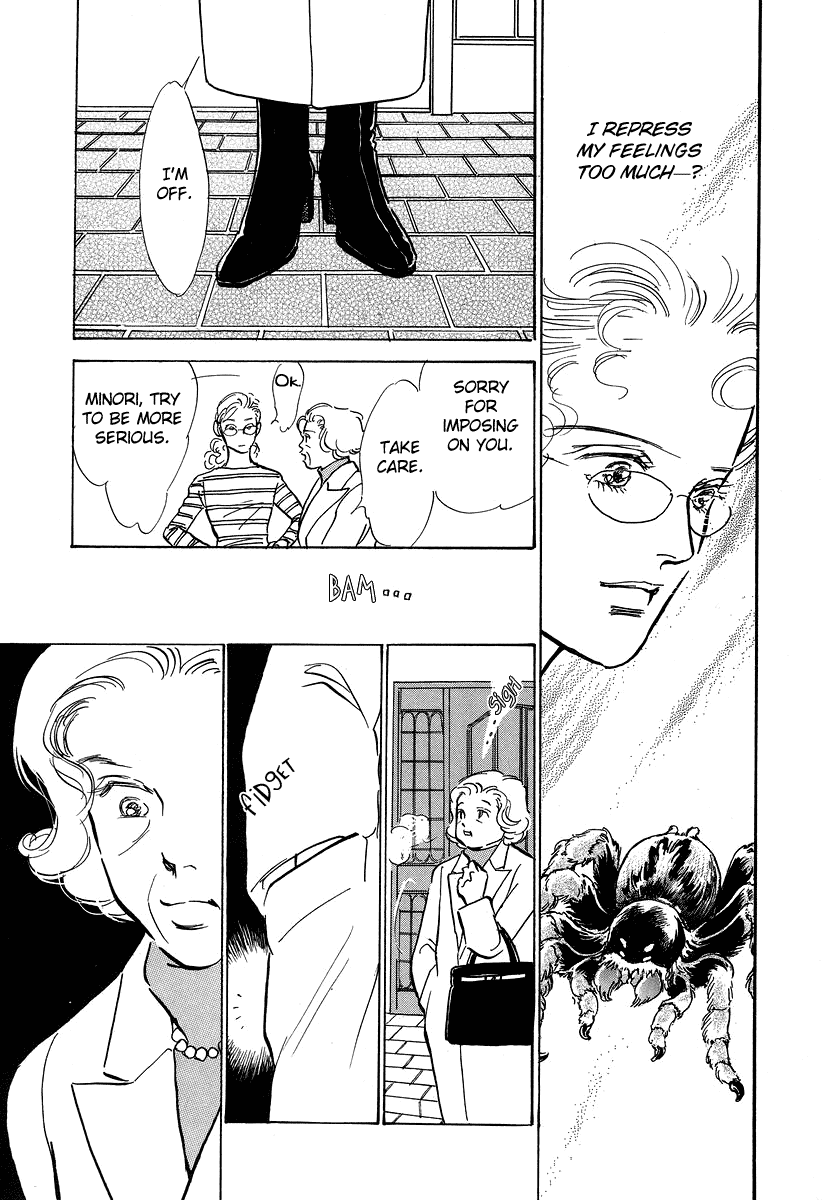 I REPRESS
MY FEELINGS
TOO MUCH—?
I'M
OFF.
SORRY
FOR
IMPOSING
ON YOU.
TAKE
CARE.
Ok.
MINORI, TRY
TO BE MORE
SERIOUS.
BAM...
Sigh
...
fiDgET